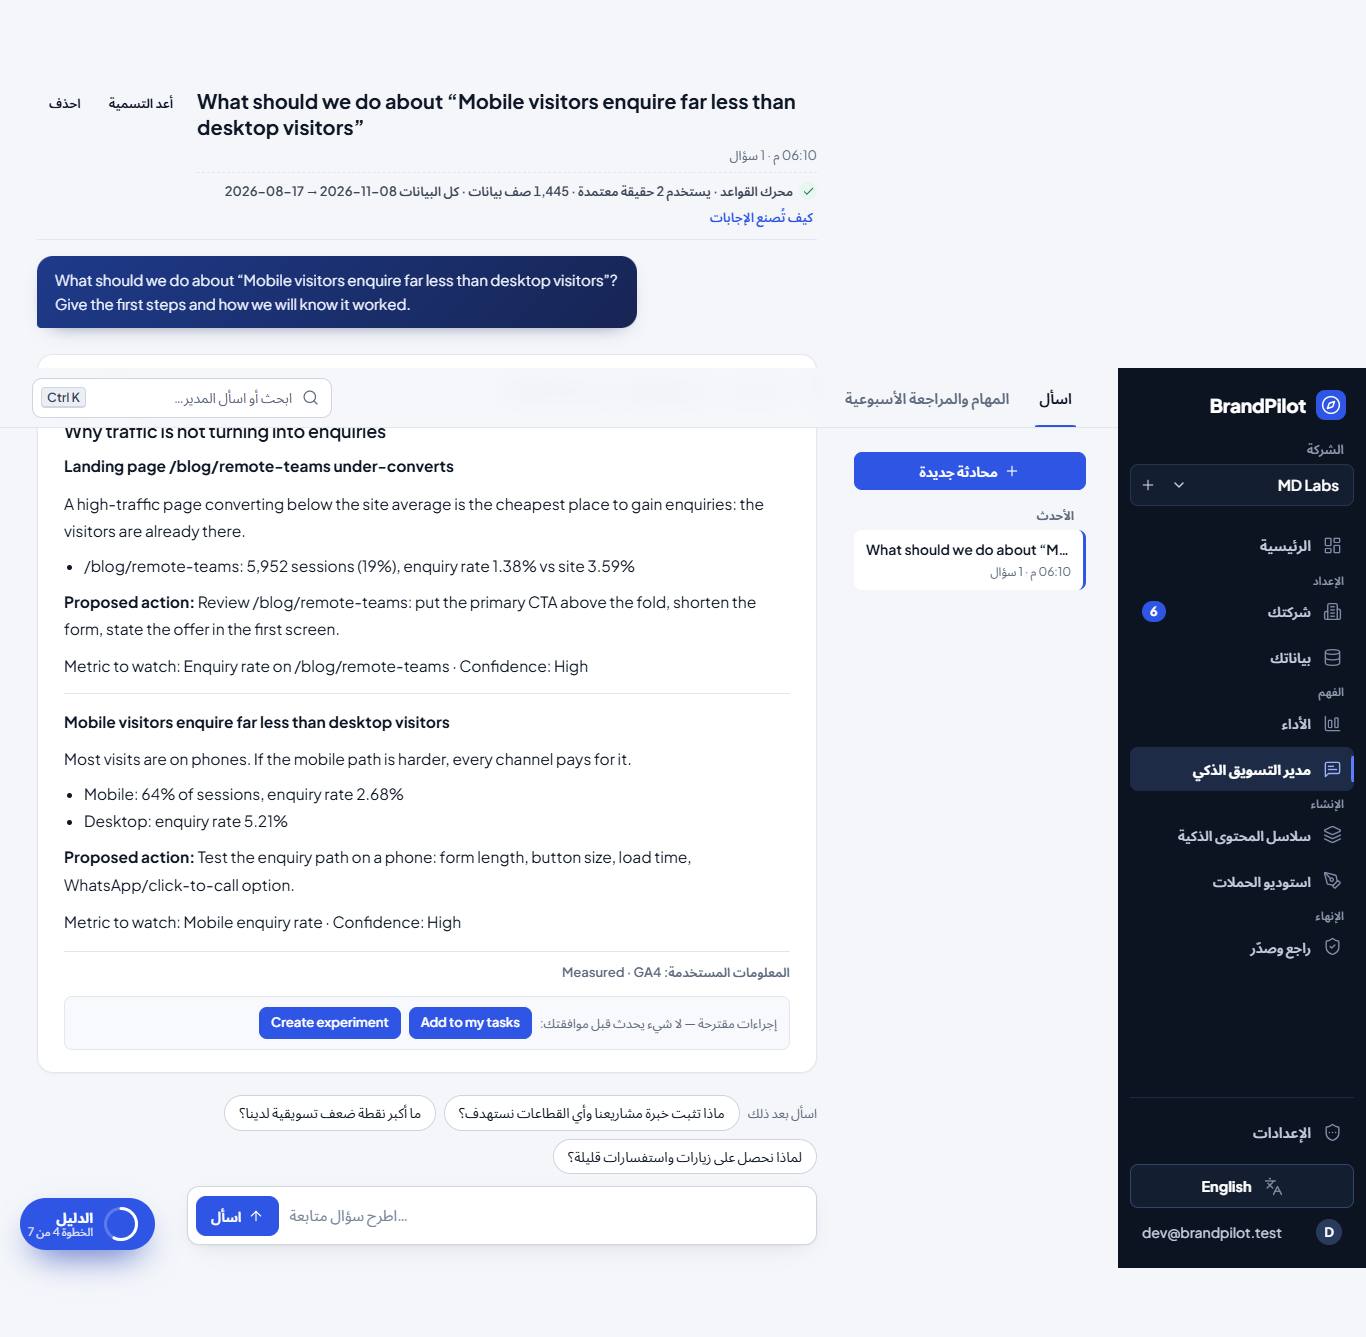 What should we do about “Mobile visitors enquire far less than
desktop visitors”
أعد التسمية
احذف
06:10 م · 1 سؤال
محرك القواعد · يستخدم 2 حقيقة معتمدة · 1,445 صف بيانات · كل البيانات 2026-08-17 → 2026-11-08
كيف تُصنع الإجابات
What should we do about “Mobile visitors enquire far less than desktop visitors”?
Give the first steps and how we will know it worked.
BrandPilot
الشركة
MD Labs
الرئيسية
الإعداد
شركتك
6
بياناتك
الفهم
الأداء
مدير التسويق الذكي
الإنشاء
سلاسل المحتوى الذكية
استوديو الحملات
الإنهاء
راجع وصدّر
الإعدادات
English
D
dev@brandpilot.test
اسأل
المهام والمراجعة الأسبوعية
ابحث أو اسأل المدير...
Ctrl K
محادثة جديدة
الأحدث
What should we do about “M...
06:10 م · 1 سؤال
Why traffic is not turning into enquiries
Landing page /blog/remote-teams under-converts
A high-traffic page converting below the site average is the cheapest place to gain enquiries: the
visitors are already there.
• /blog/remote-teams: 5,952 sessions (19%), enquiry rate 1.38% vs site 3.59%
Proposed action: Review /blog/remote-teams: put the primary CTA above the fold, shorten the
form, state the offer in the first screen.
Metric to watch: Enquiry rate on /blog/remote-teams · Confidence: High
Mobile visitors enquire far less than desktop visitors
Most visits are on phones. If the mobile path is harder, every channel pays for it.
• Mobile: 64% of sessions, enquiry rate 2.68%
• Desktop: enquiry rate 5.21%
Proposed action: Test the enquiry path on a phone: form length, button size, load time,
WhatsApp/click-to-call option.
Metric to watch: Mobile enquiry rate · Confidence: High
المعلومات المستخدمة: Measured · GA4
إجراءات مقترحة — لا شيء يحدث قبل موافقتك:
Add to my tasks
Create experiment
اسأل بعد ذلك
ماذا تثبت خبرة مشاريعنا وأي القطاعات نستهدف؟
ما أكبر نقطة ضعف تسويقية لدينا؟
لماذا نحصل على زيارات واستفسارات قليلة؟
اطرح سؤال متابعة...
اسأل
الدليل
الخطوة 4 من 7